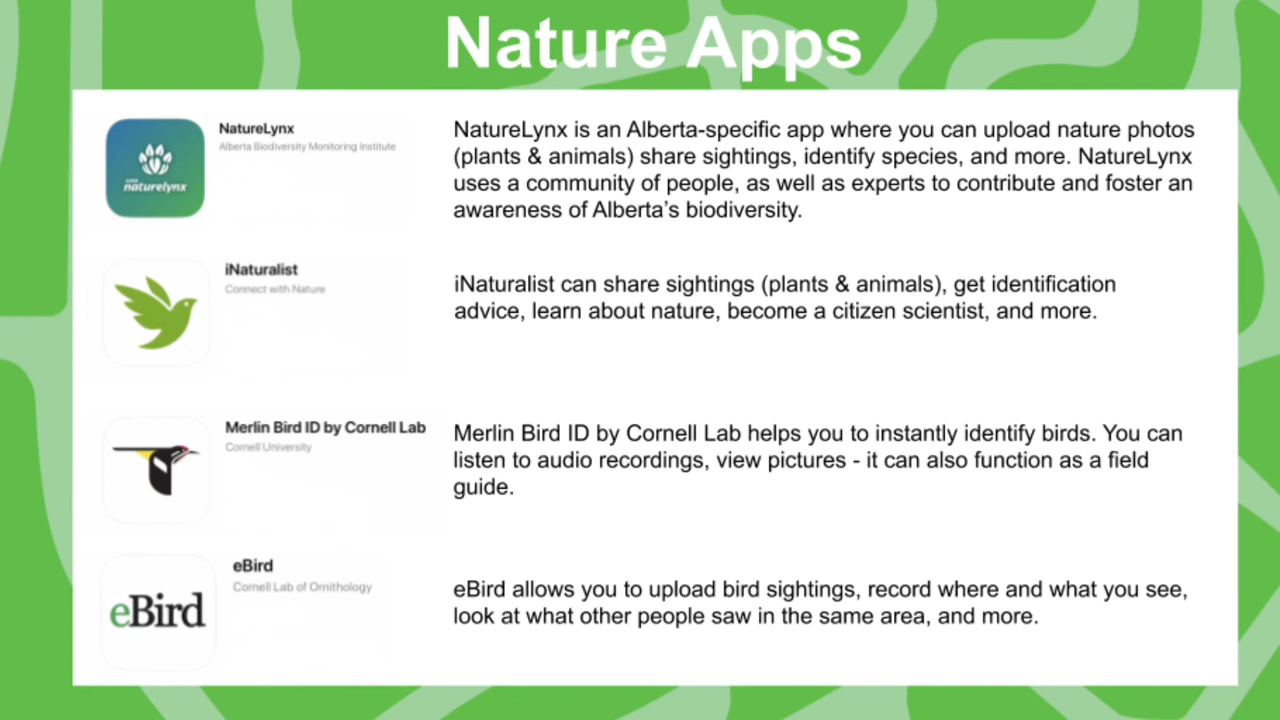 Nature Apps
NatureLynx
Alberta Biodiversity Monitoring Institute
naturelynx
NatureLynx is an Alberta-specific app where you can upload nature photos
(plants & animals) share sightings, identify species, and more. NatureLynx
uses a community of people, as well as experts to contribute and foster an
awareness of Alberta’s biodiversity.
iNaturalist
Connect with Nature
iNaturalist can share sightings (plants & animals), get identification
advice, learn about nature, become a citizen scientist, and more.
Merlin Bird ID by Cornell Lab
Cornell University
Merlin Bird ID by Cornell Lab helps you to instantly identify birds. You can
listen to audio recordings, view pictures - it can also function as a field
guide.
eBird
Cornell Lab of Ornithology
eBird
eBird allows you to upload bird sightings, record where and what you see,
look at what other people saw in the same area, and more.